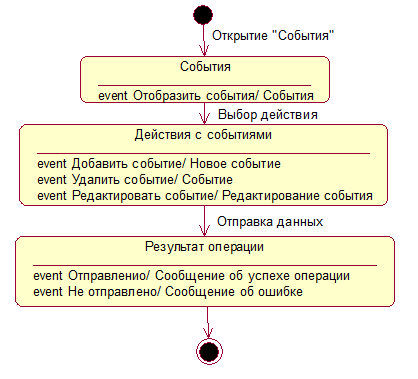 Открытие "События"
События
event Отобразить события/ События
Выбор действия
Действия с событиями
event Добавить событие/ Новое событие
event Удалить событие/ Событие
event Редактировать событие/ Редактирование события
Отправка данных
Результат операции
event Отправленио/ Сообщение об успехе операции
event Не отправлено/ Сообщение об ошибке